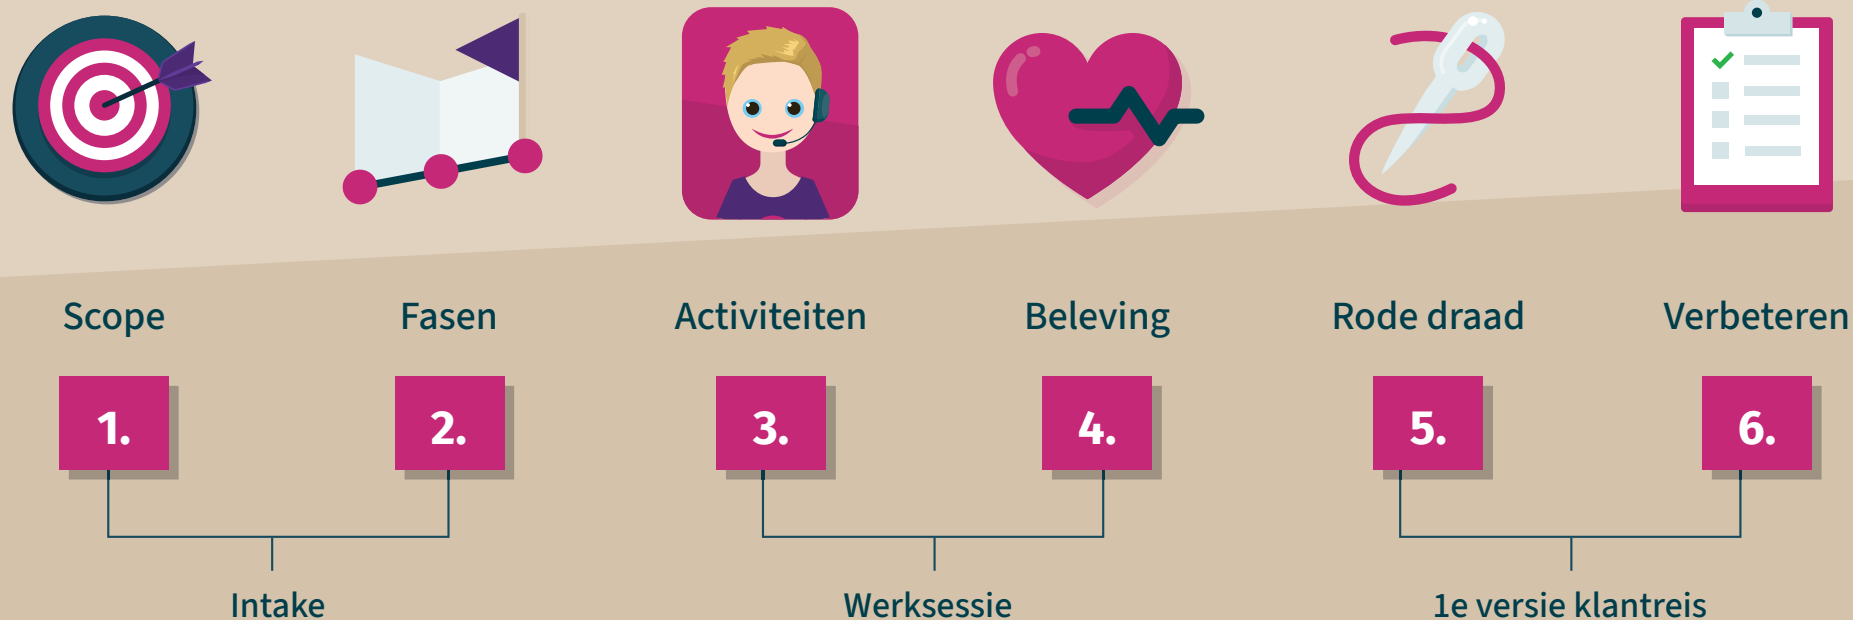 Scope
Fasen
Activiteiten
Beleving
Rode draad
Verbeteren
1.
2.
3.
4.
5.
6.
Intake
Werksessie
1e versie klantreis